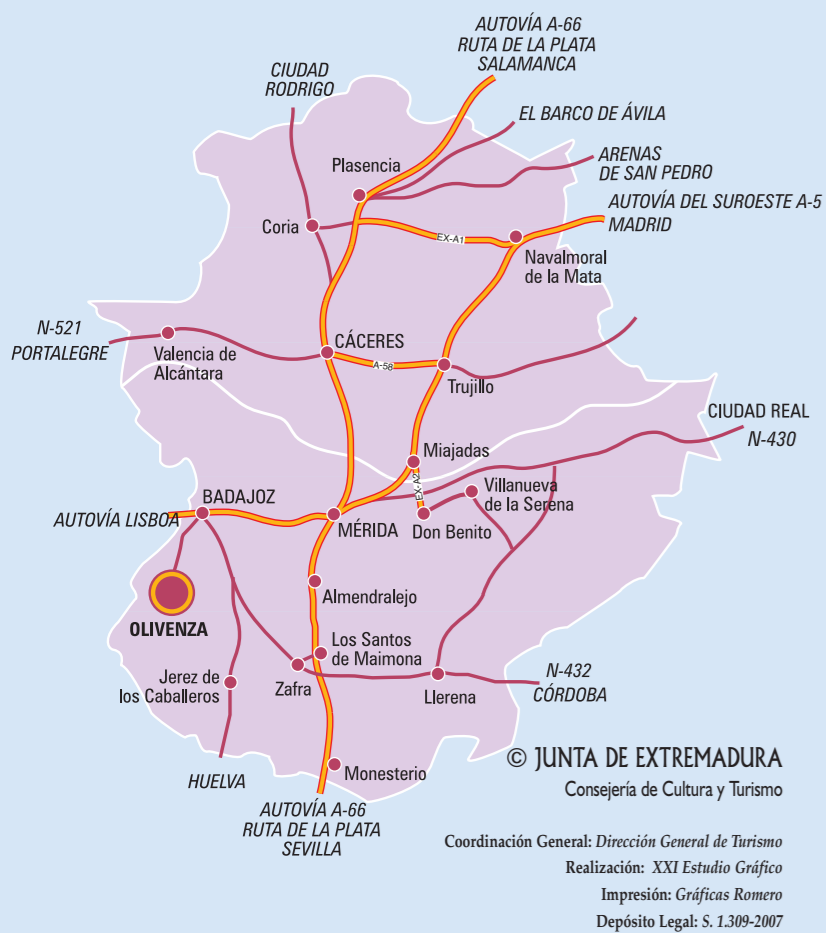 AUTOVÍA A-66
RUTA DE LA PLATA
SALAMANCA
CIUDAD
RODRIGO
EL BARCO DE ÁVILA
Plasencia
ARENAS
DE SAN PEDRO
AUTOVÍA DEL SUROESTE A-5
MADRID
Coria
EX-A1
Navalmoral
de la Mata
N-521
PORTALEGRE
Valencia de
Alcántara
CÁCERES
A-58
Trujillo
CIUDAD REAL
N-430
Miajadas
EX-A2
Villanueva
de la Serena
BADAJOZ
AUTOVÍA LISBOA
MÉRIDA
Don Benito
OLIVENZA
Almendralejo
Los Santos
de Maimona
Jerez de
los Caballeros
Zafra
Llerena
N-432
CÓRDOBA
HUELVA
Monesterio
AUTOVÍA A-66
RUTA DE LA PLATA
SEVILLA
© JUNTA DE EXTREMADURA
Consejería de Cultura y Turismo
Coordinación General: Dirección General de Turismo
Realización: XXI Estudio Gráfico
Impresión: Gráficas Romero
Depósito Legal: S. 1.309-2007